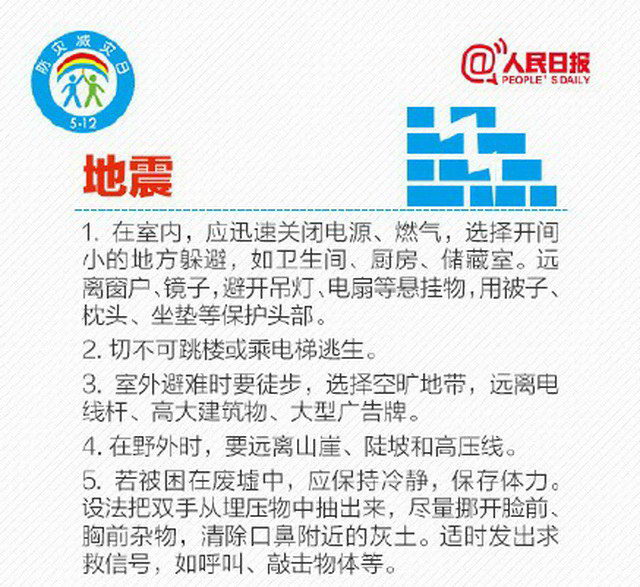 防灾减灾日
5·12
@人民日报
PEOPLE'S DAILY
地震
1. 在室内，应迅速关闭电源、燃气，选择开间
小的地方躲避，如卫生间、厨房、储藏室。远
离窗户、镜子，避开吊灯、电扇等悬挂物，用被子、
枕头、坐垫等保护头部。
2. 切不可跳楼或乘电梯逃生。
3. 室外避难时要徒步，选择空旷地带，远离电
线杆、高大建筑物、大型广告牌。
4. 在野外时，要远离山崖、陡坡和高压线。
5. 若被困在废墟中，应保持冷静，保存体力。
设法把双手从埋压物中抽出来，尽量挪开脸前、
胸前杂物，清除口鼻附近的灰土。适时发出求
救信号，如呼叫、敲击物体等。